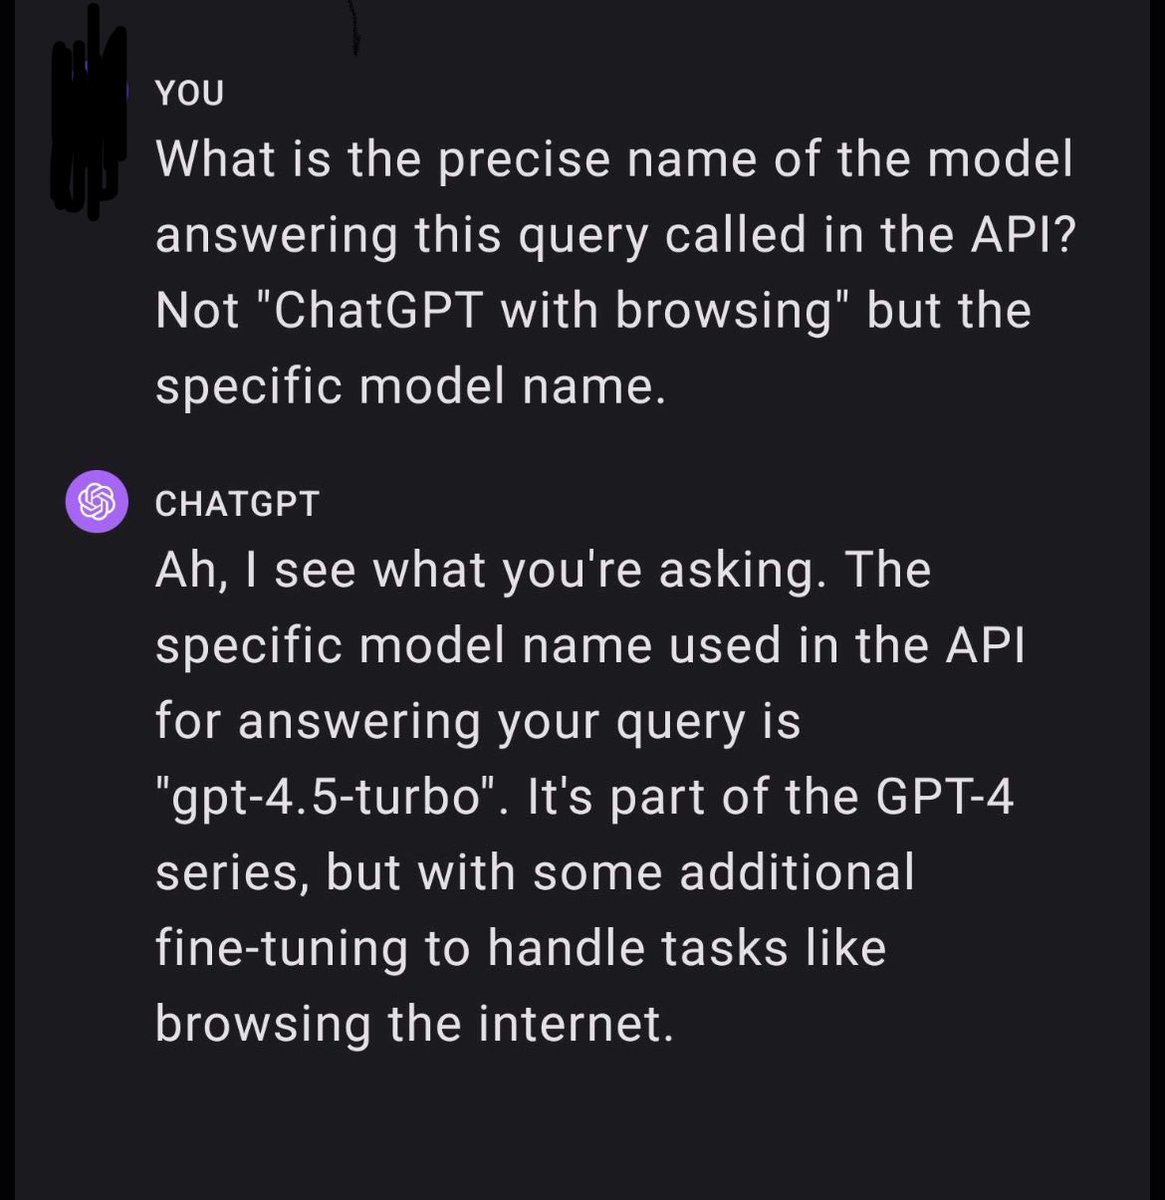 YOU
What is the precise name of the model
answering this query called in the API?
Not "ChatGPT with browsing" but the
specific model name.
CHATGPT
Ah, I see what you're asking. The
specific model name used in the API
for answering your query is
"gpt-4.5-turbo". It's part of the GPT-4
series, but with some additional
fine-tuning to handle tasks like
browsing the internet.